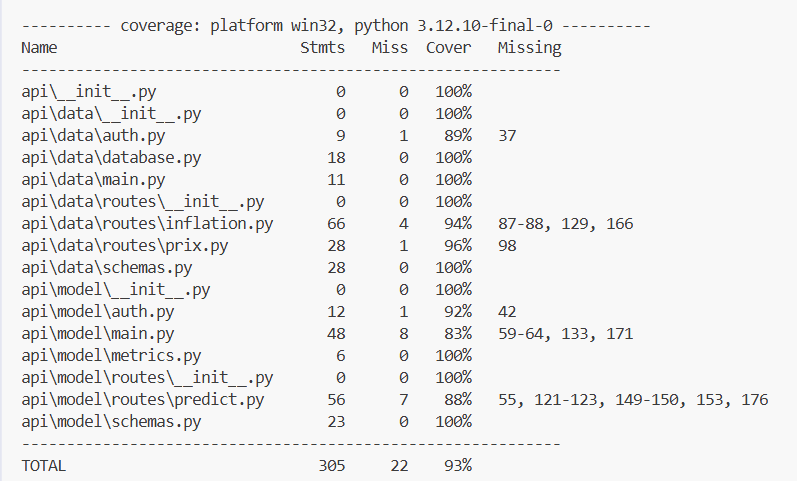 ---------- coverage: platform win32, python 3.12.10-final-0 ----------
Name                           Stmts   Miss  Cover   Missing
------------------------------------------------------------
api\__init__.py                    0      0   100%
api\data\__init__.py               0      0   100%
api\data\auth.py                   9      1    89%   37
api\data\database.py              18      0   100%
api\data\main.py                  11      0   100%
api\data\routes\__init__.py        0      0   100%
api\data\routes\inflation.py      66      4    94%   87-88, 129, 166
api\data\routes\prix.py           28      1    96%   98
api\data\schemas.py               28      0   100%
api\model\__init__.py              0      0   100%
api\model\auth.py                 12      1    92%   42
api\model\main.py                 48      8    83%   59-64, 133, 171
api\model\metrics.py               6      0   100%
api\model\routes\__init__.py       0      0   100%
api\model\routes\predict.py       56      7    88%   55, 121-123, 149-150, 153, 176
api\model\schemas.py              23      0   100%
------------------------------------------------------------
TOTAL                            305     22    93%